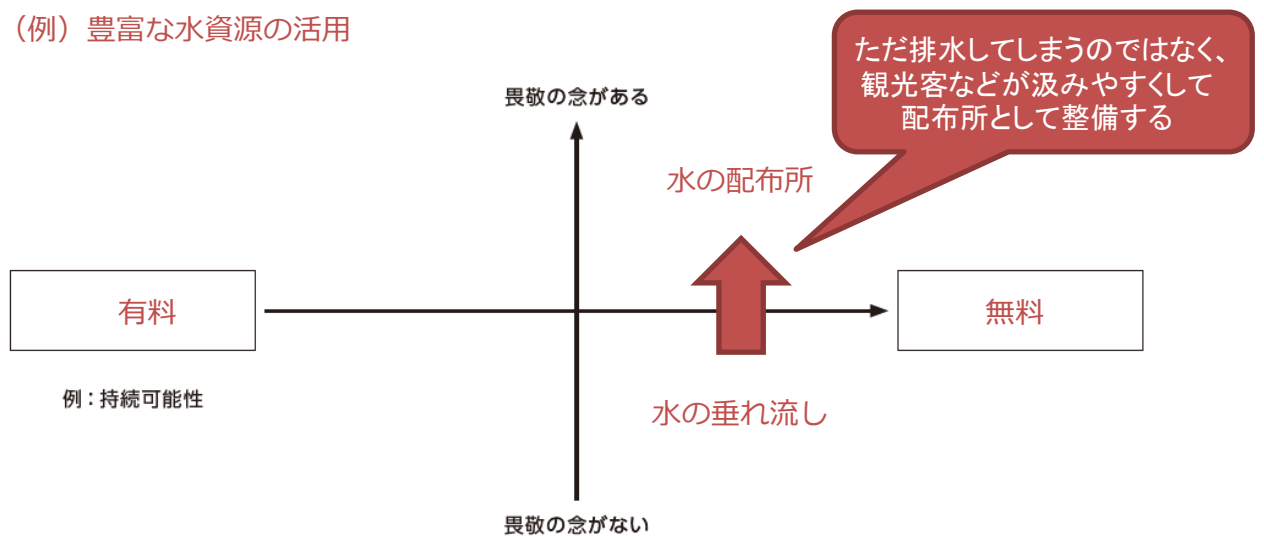 （例）豊富な水資源の活用
ただ排水してしまうのではなく、
観光客などが汲みやすくして
配布所として整備する
畏敬の念がある
水の配布所
有料
無料
例：持続可能性
水の垂れ流し
畏敬の念がない